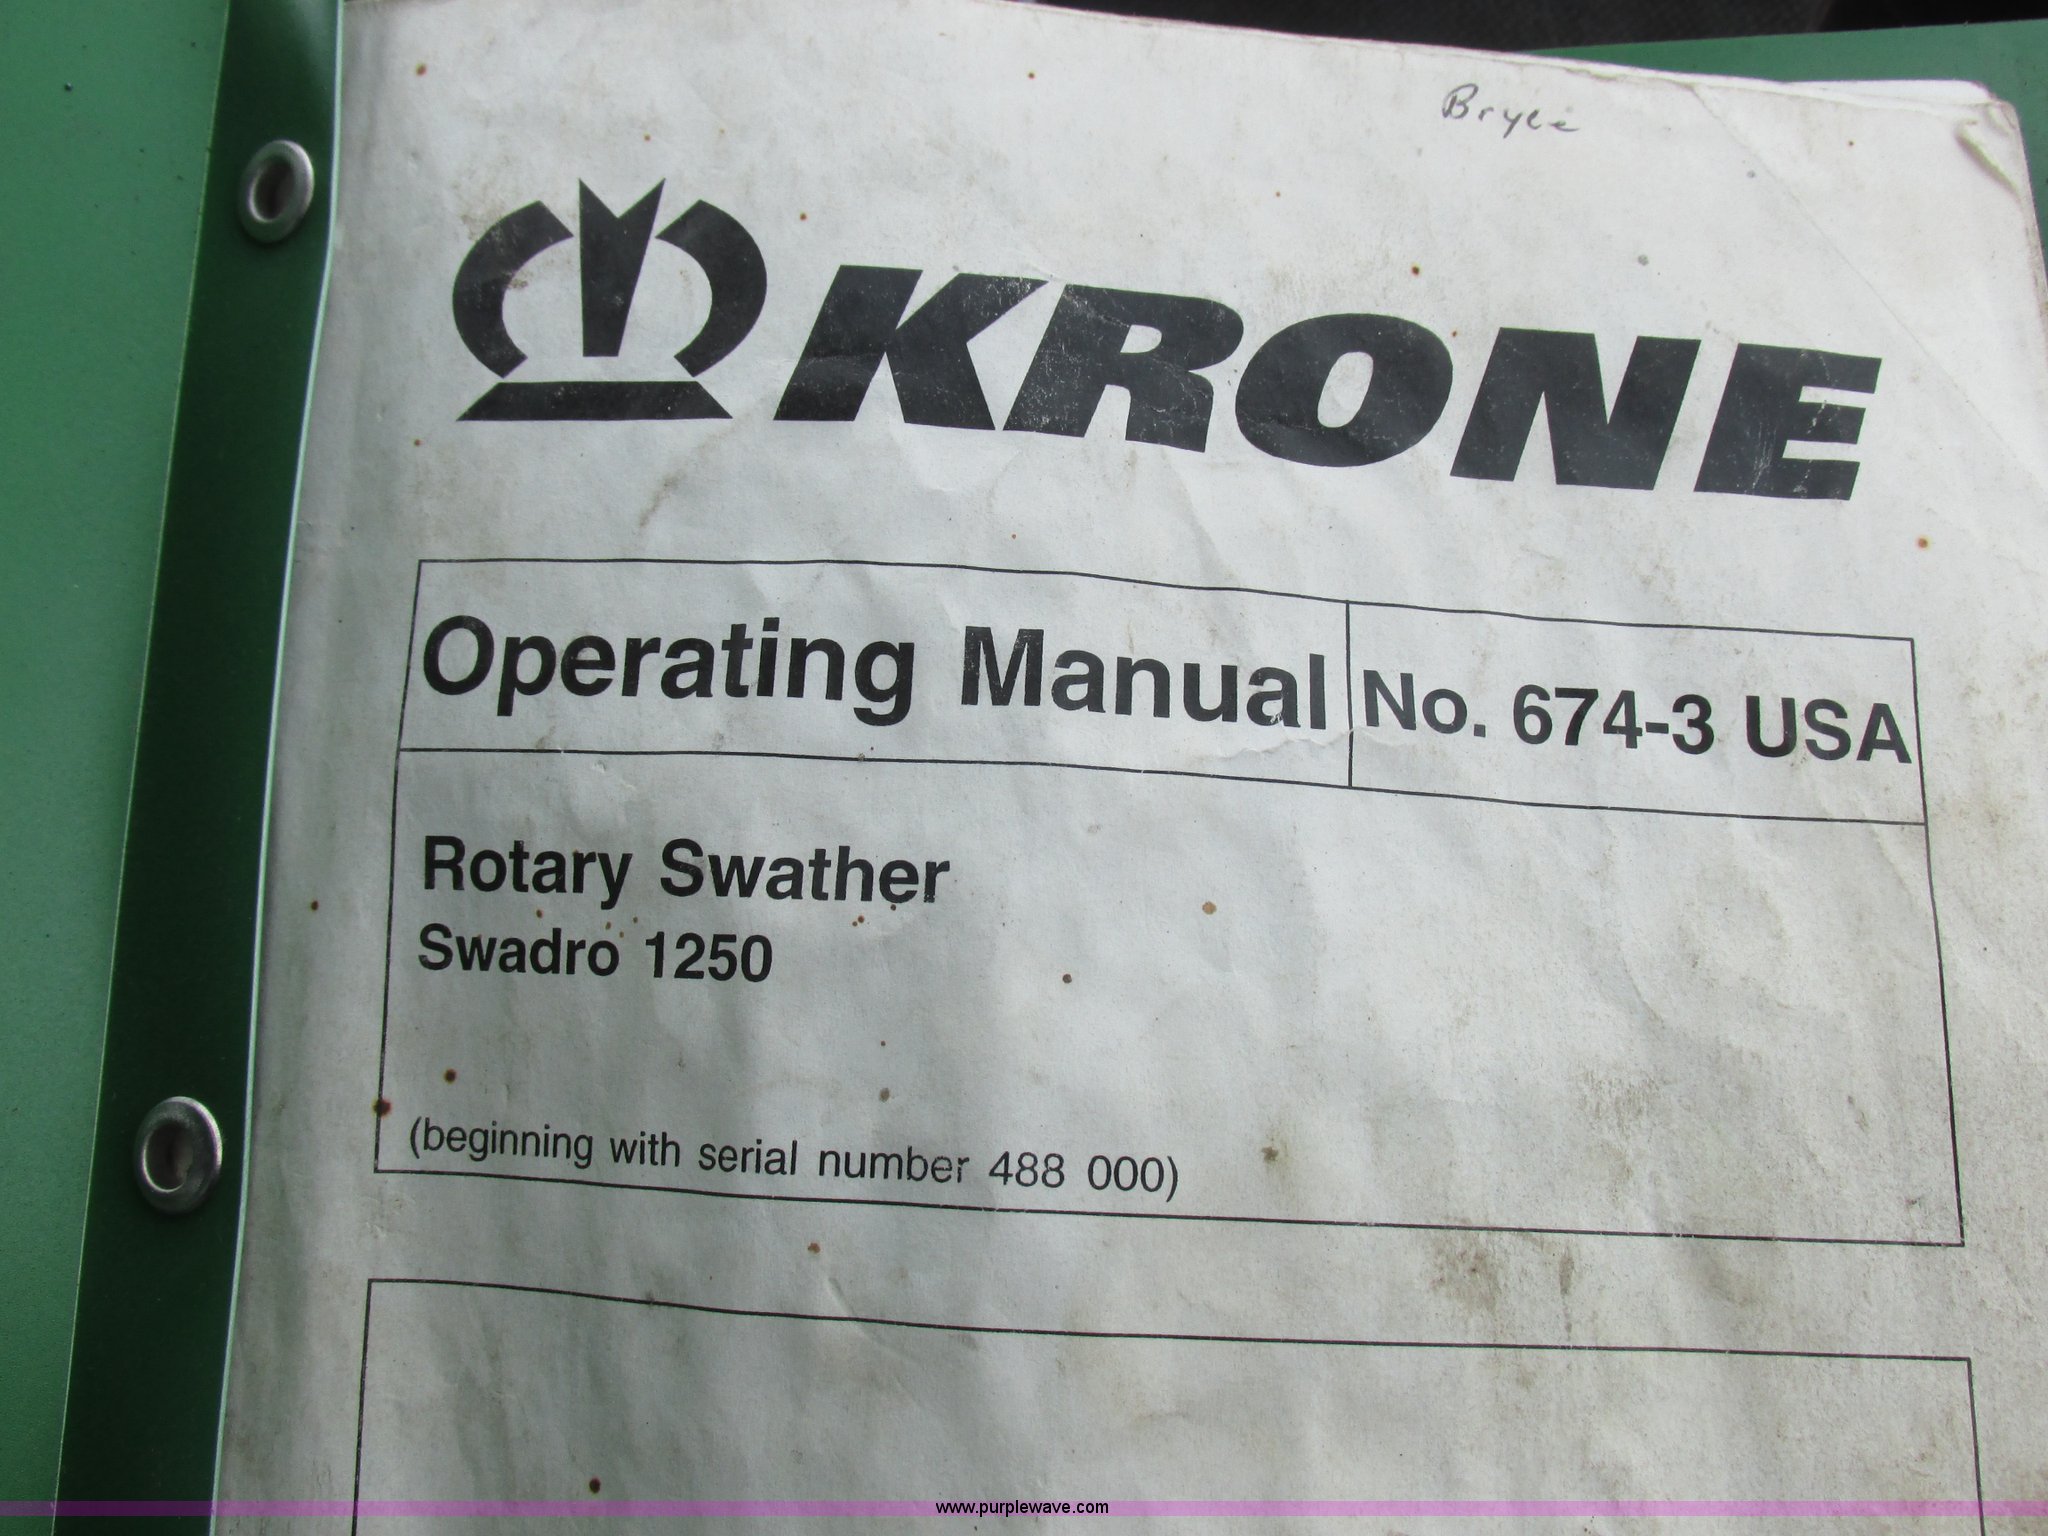 Bryce
KRONE
Operating Manual
No. 674-3 USA
Rotary Swather
Swadro 1250
(beginning with serial number 488 000)
www.purplewave.com